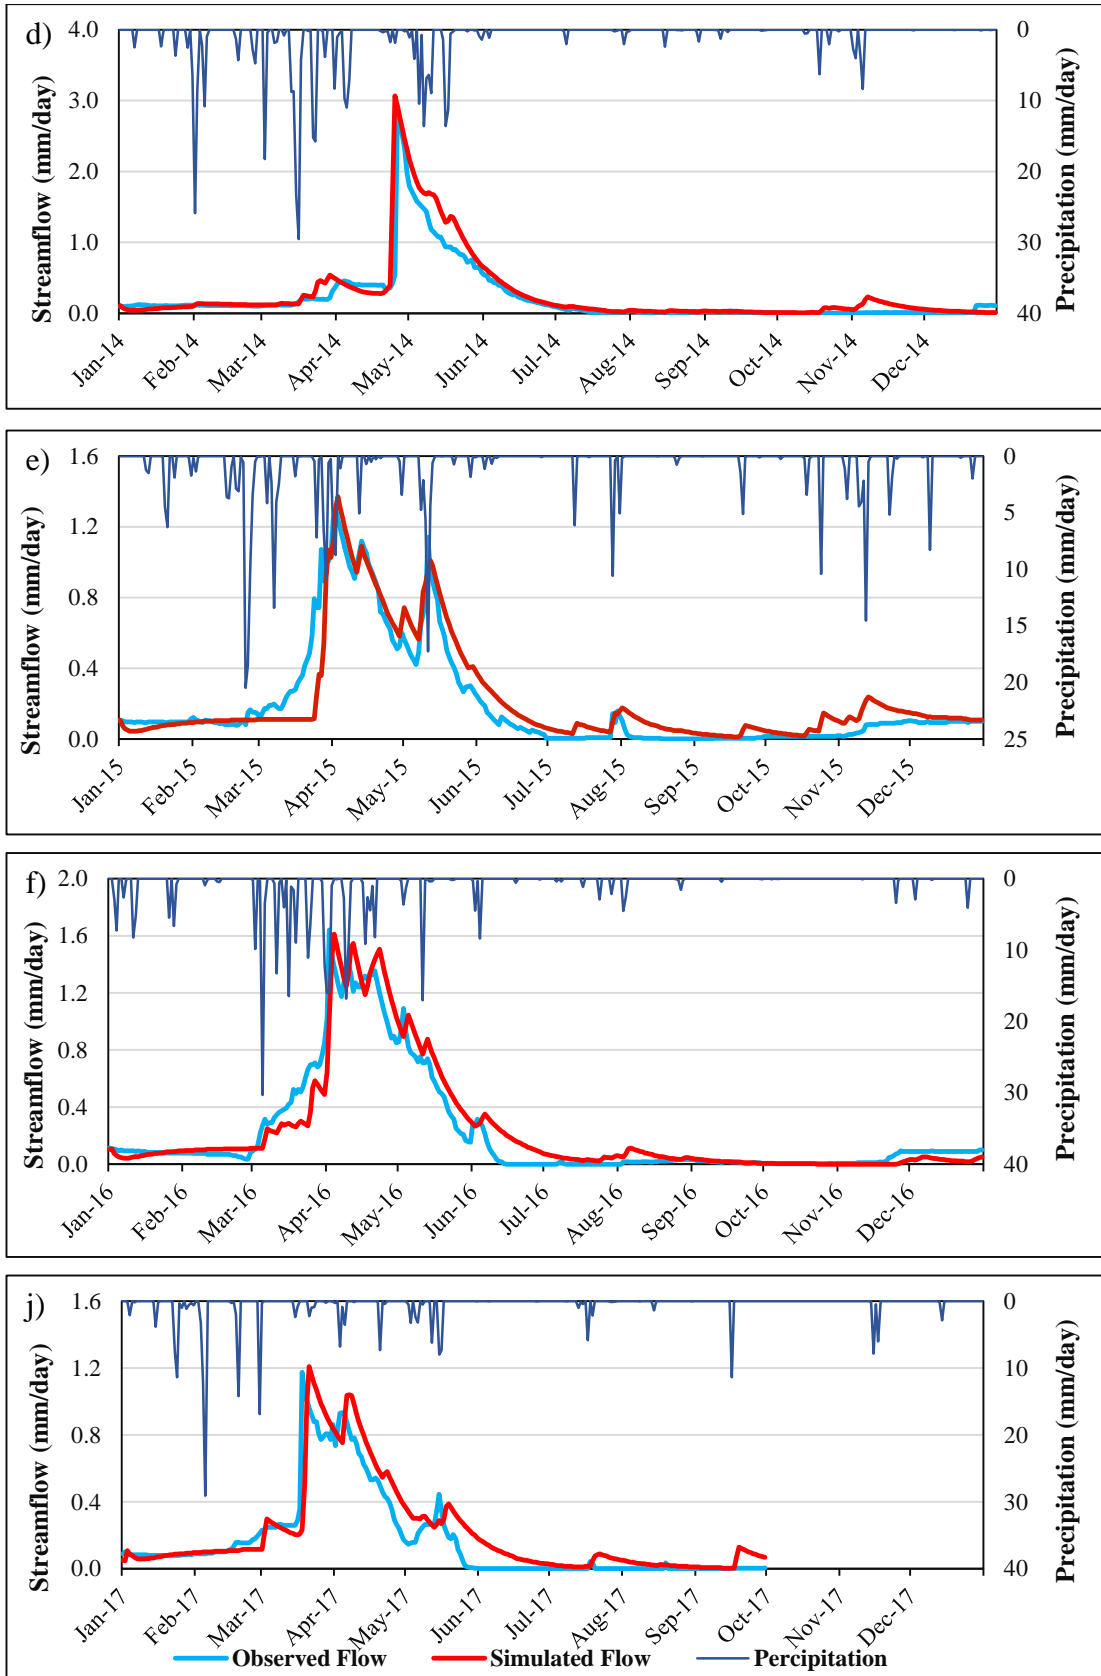 d)
Streamflow (mm/day)
4.0
3.0
2.0
1.0
0.0
0
10
20
30
40
Precipitation (mm/day)
Jan-14 Feb-14 Mar-14 Apr-14 May-14 Jun-14 Jul-14 Aug-14 Sep-14 Oct-14 Nov-14 Dec-14
e)
Streamflow (mm/day)
1.6
1.2
0.8
0.4
0.0
0
5
10
15
20
25
Precipitation (mm/day)
Jan-15 Feb-15 Mar-15 Apr-15 May-15 Jun-15 Jul-15 Aug-15 Sep-15 Oct-15 Nov-15 Dec-15
f)
Streamflow (mm/day)
2.0
1.6
1.2
0.8
0.4
0.0
0
10
20
30
40
Precipitation (mm/day)
Jan-16 Feb-16 Mar-16 Apr-16 May-16 Jun-16 Jul-16 Aug-16 Sep-16 Oct-16 Nov-16 Dec-16
j)
Streamflow (mm/day)
1.6
1.2
0.8
0.4
0.0
0
10
20
30
40
Precipitation (mm/day)
Jan-17 Feb-17 Mar-17 Apr-17 May-17 Jun-17 Jul-17 Aug-17 Sep-17 Oct-17 Nov-17 Dec-17
Observed Flow Simulated Flow Percipitation